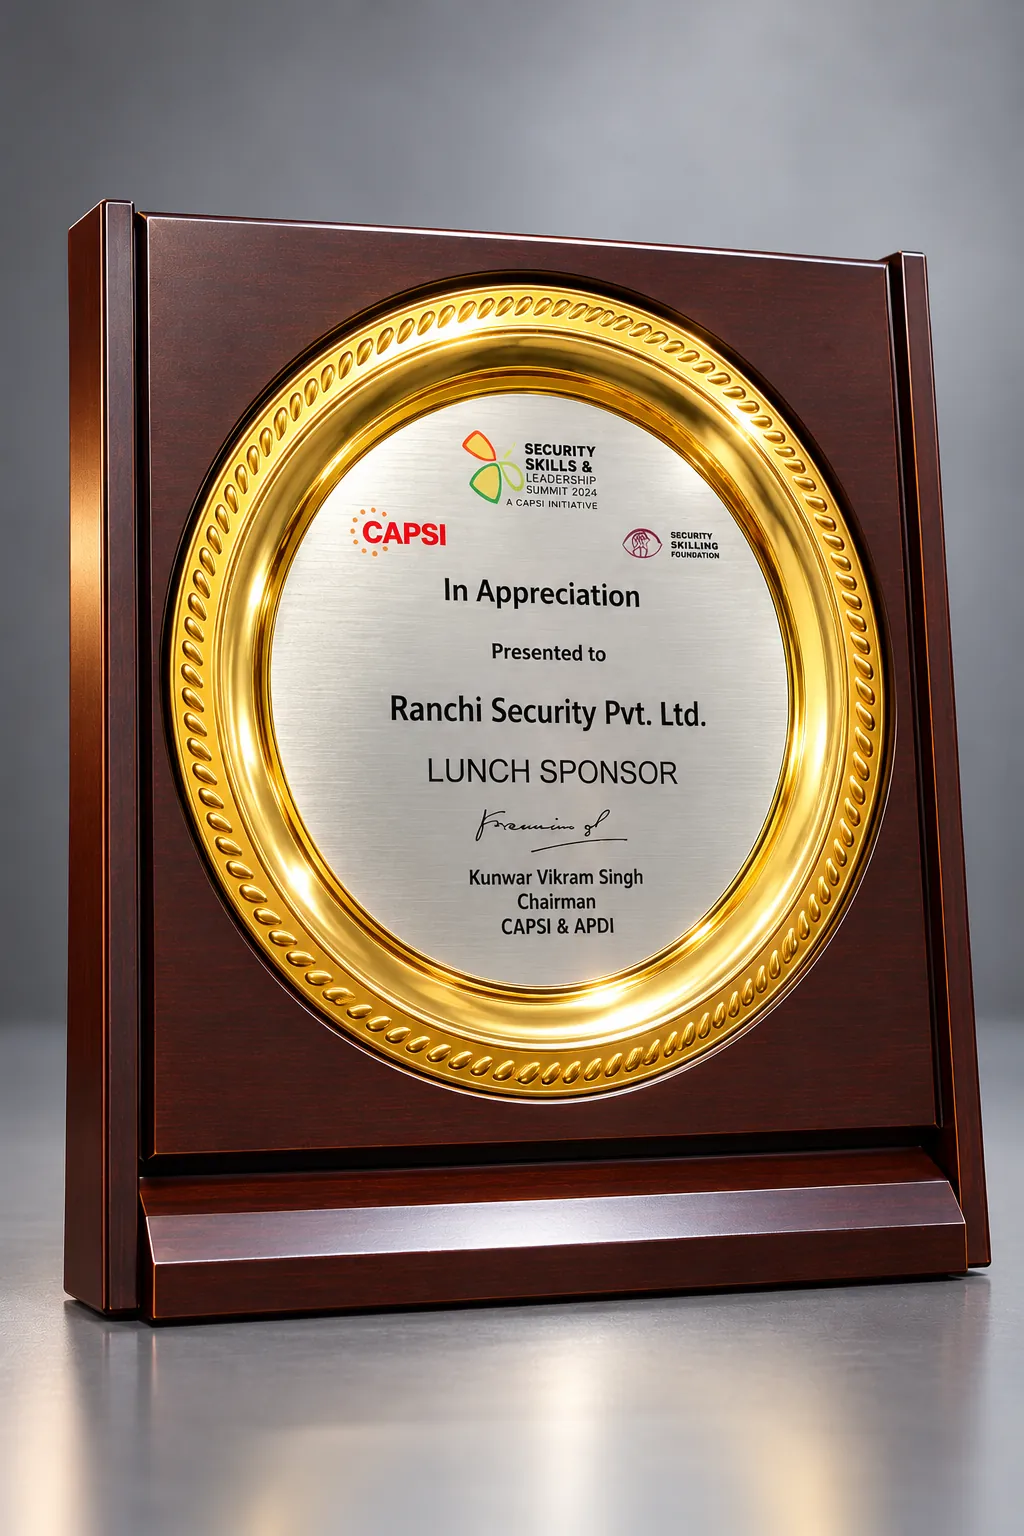 SECURITY
SKILLS &
LEADERSHIP
SUMMIT 2024
A CAPSI INITIATIVE
CAPSI
SECURITY
SKILLING
FOUNDATION
In Appreciation
Presented to
Ranchi Security Pvt. Ltd.
LUNCH SPONSOR
Kunwar Vikram Singh
Chairman
CAPSI & APDI